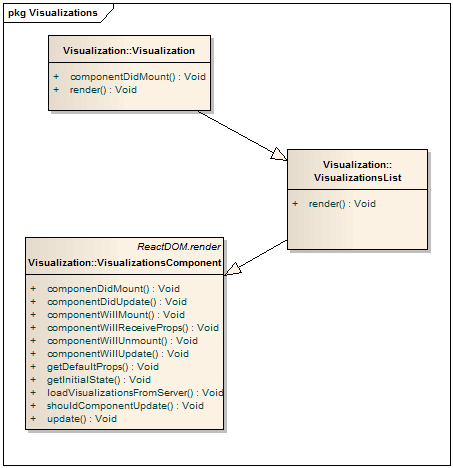 pkg Visualizations
Visualization::Visualization
+ componentDidMount() : Void
+ render() : Void
Visualization::
VisualizationsList
+ render() : Void
ReactDOM.render
Visualization::VisualizationsComponent
+ componenDidMount() : Void
+ componentDidUpdate() : Void
+ componentWillMount() : Void
+ componentWillReceiveProps() : Void
+ componentWillUnmount() : Void
+ componentWillUpdate() : Void
+ getDefaultProps() : Void
+ getInitialState() : Void
+ loadVisualizationsFromServer() : Void
+ shouldComponentUpdate() : Void
+ update() : Void